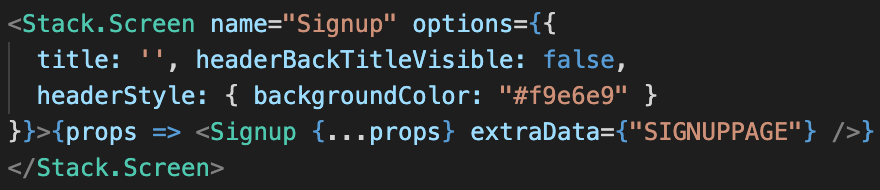 <Stack.Screen name="Signup" options={{
title: '', headerBackTitleVisible: false,
headerStyle: { backgroundColor: "#f9e6e9" }
}}>{props => <Signup {...props} extraData={"SIGNUPPAGE"} />}
</Stack.Screen>